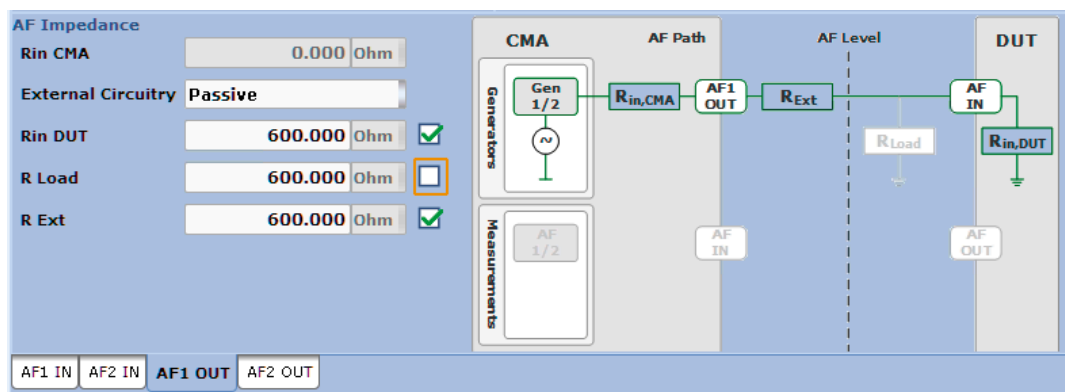 AF Impedance
Rin CMA 0.000 Ohm
External Circuitry Passive
Rin DUT 600.000 Ohm
R Load 600.000 Ohm
R Ext 600.000 Ohm
CMA AF Path AF Level DUT
Generators
Gen 1/2
~
Rin,CMA
AF1 OUT
RExt
RLoad
AF IN
Rin,DUT
Measurements
AF 1/2
AF IN
AF OUT
AF1 IN AF2 IN AF1 OUT AF2 OUT